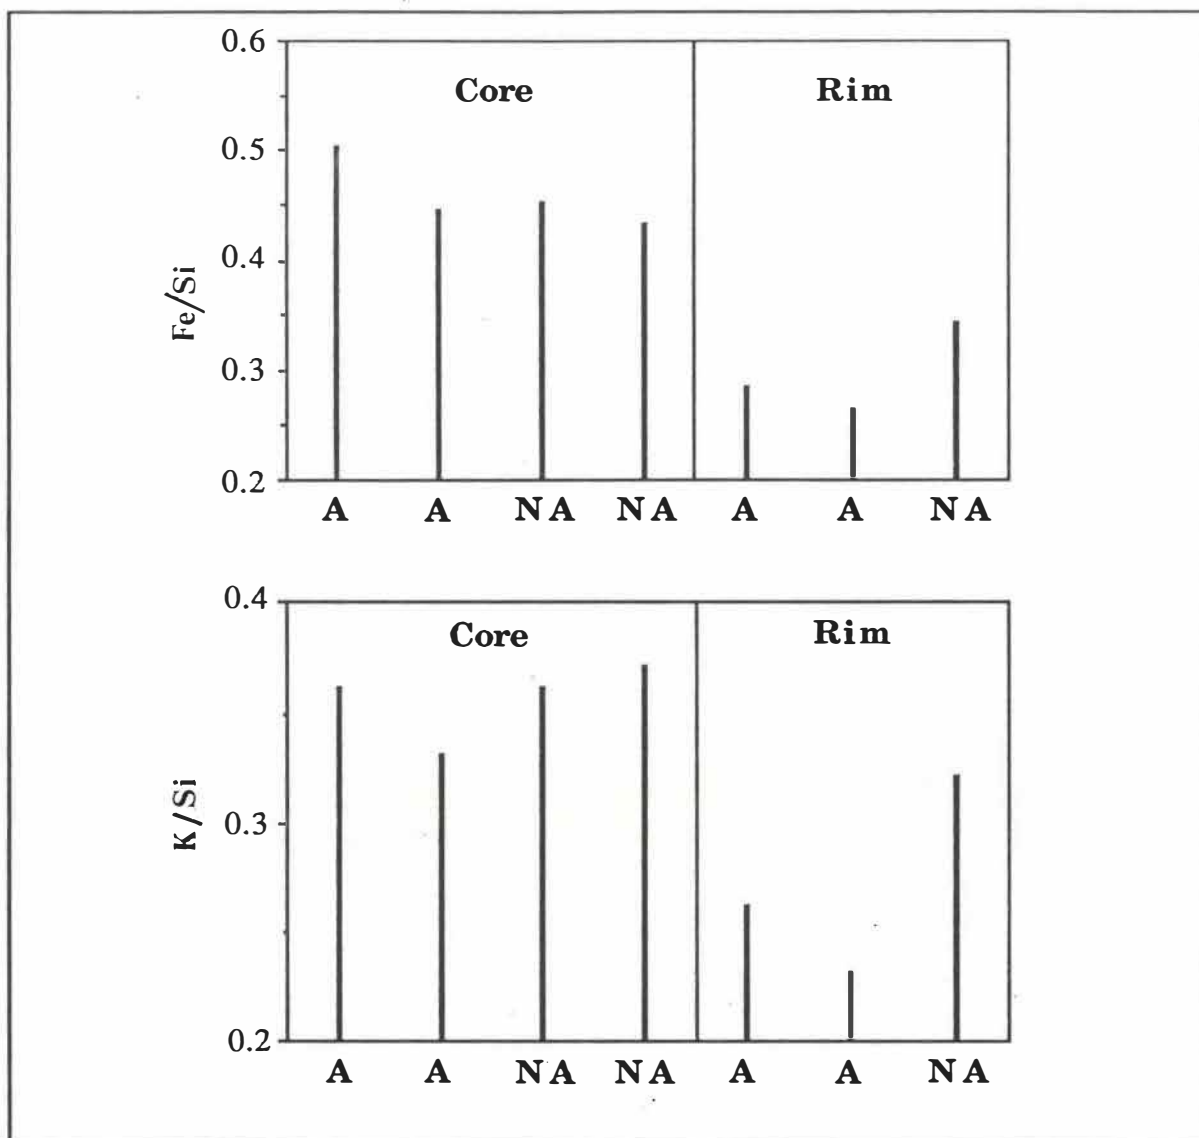 0.6
Core Rim
0.5
0.4
Fe/Si
0.3
0.2
A A NA NA A A NA
0.4
Core Rim
K/Si
0.3
0.2
A A NA NA A A NA